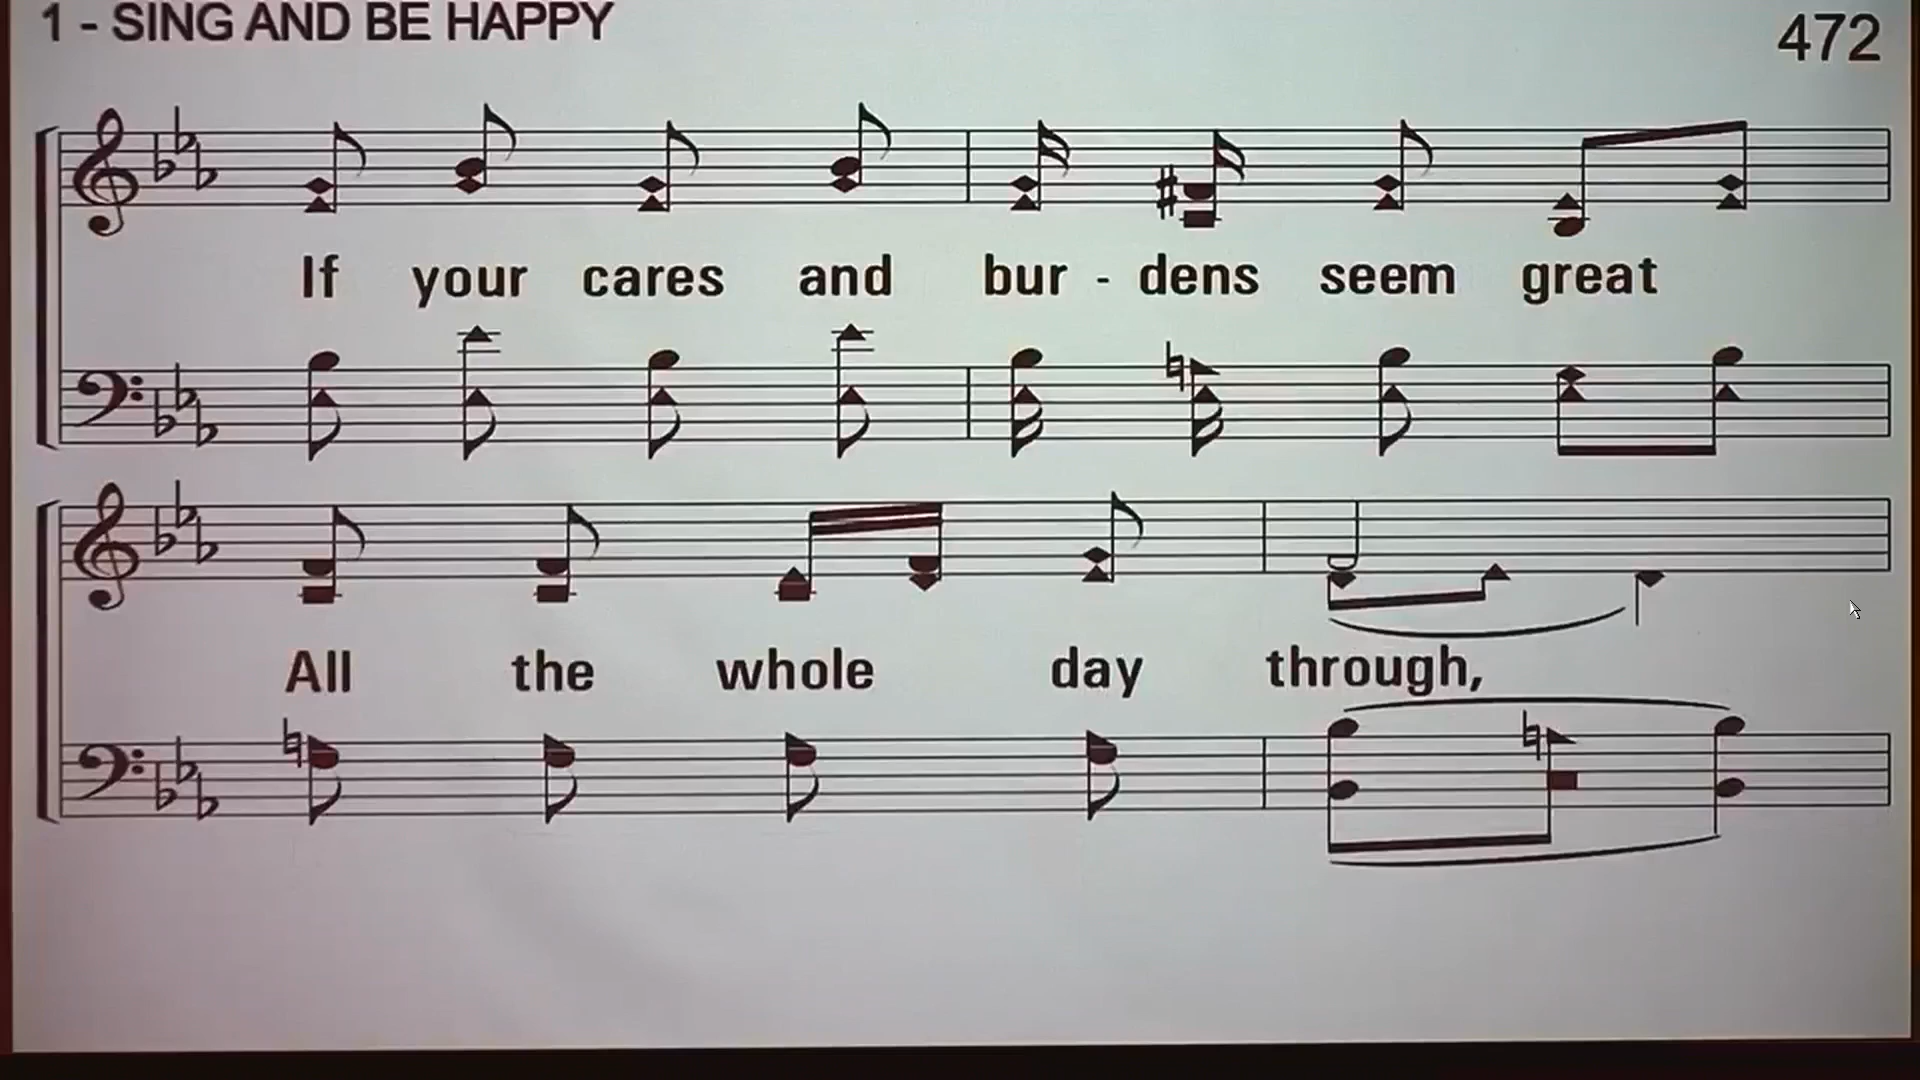 1 - SING AND BE HAPPY
472
If your cares and bur - dens seem great
All the whole day through,